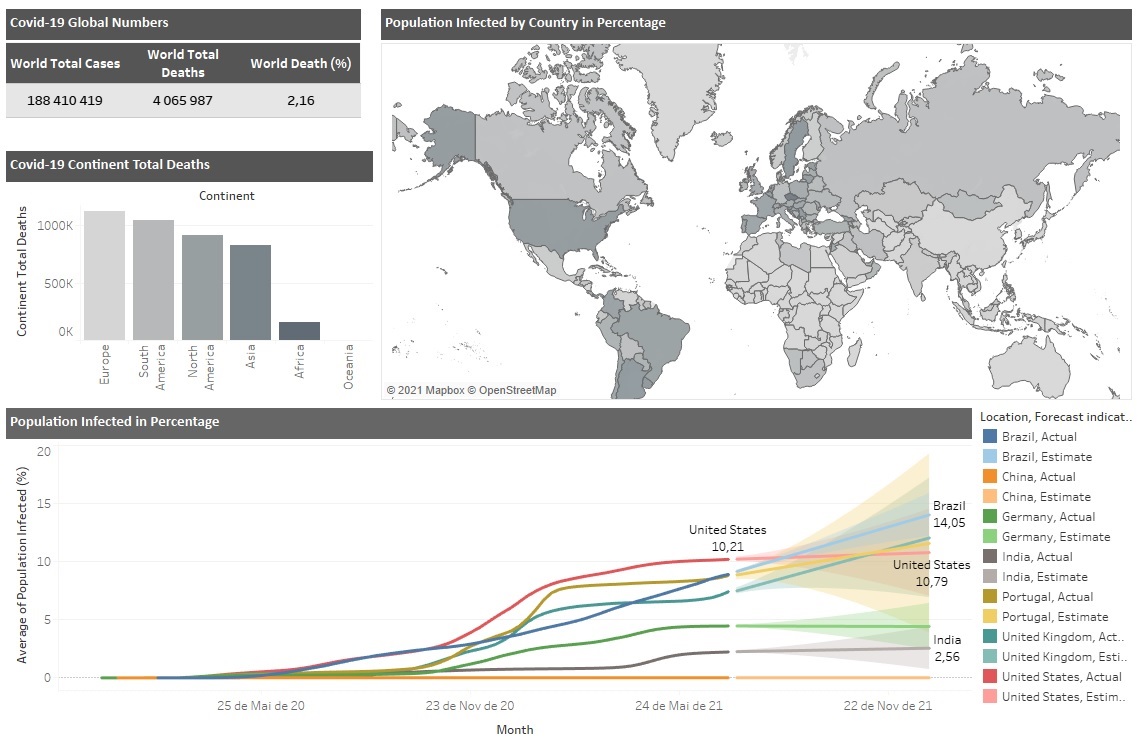 Covid-19 Global Numbers
World Total Cases
World Total
Deaths
World Death (%)
188 410 419
4 065 987
2,16
Population Infected by Country in Percentage
© 2021 Mapbox © OpenStreetMap
Covid-19 Continent Total Deaths
Continent
Continent Total Deaths
1000K
500K
0K
Europe
South
America
North
America
Asia
Africa
Oceania
Population Infected in Percentage
Average of Population Infected (%)
20
15
10
5
0
United States
10,21
Brazil
14,05
United States
10,79
India
2,56
25 de Mai de 20
23 de Nov de 20
24 de Mai de 21
22 de Nov de 21
Month
Location, Forecast indicat..
Brazil, Actual
Brazil, Estimate
China, Actual
China, Estimate
Germany, Actual
Germany, Estimate
India, Actual
India, Estimate
Portugal, Actual
Portugal, Estimate
United Kingdom, Act..
United Kingdom, Esti..
United States, Actual
United States, Estim..